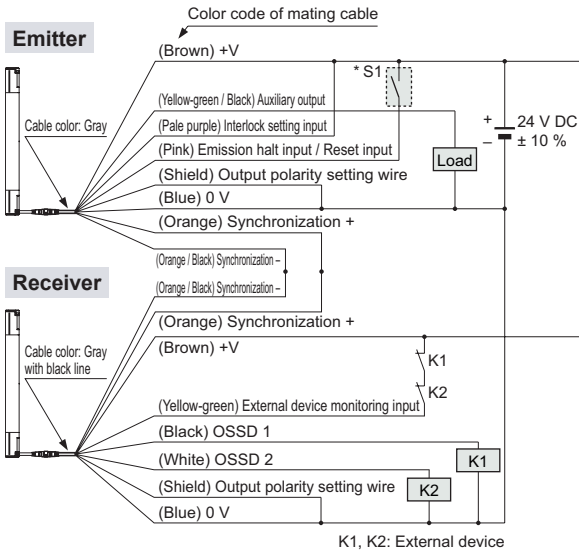 Color code of mating cable
Emitter
(Brown) +V
* S1
(Yellow-green / Black) Auxiliary output
Cable color: Gray
(Pale purple) Interlock setting input
+
–
24 V DC
± 10 %
(Pink) Emission halt input / Reset input
Load
(Shield) Output polarity setting wire
(Blue) 0 V
(Orange) Synchronization +
(Orange / Black) Synchronization –
Receiver
(Orange / Black) Synchronization –
(Orange) Synchronization +
(Brown) +V
Cable color: Gray
with black line
K1
K2
(Yellow-green) External device monitoring input
(Black) OSSD 1
(White) OSSD 2
K1
(Shield) Output polarity setting wire
K2
(Blue) 0 V
K1, K2: External device